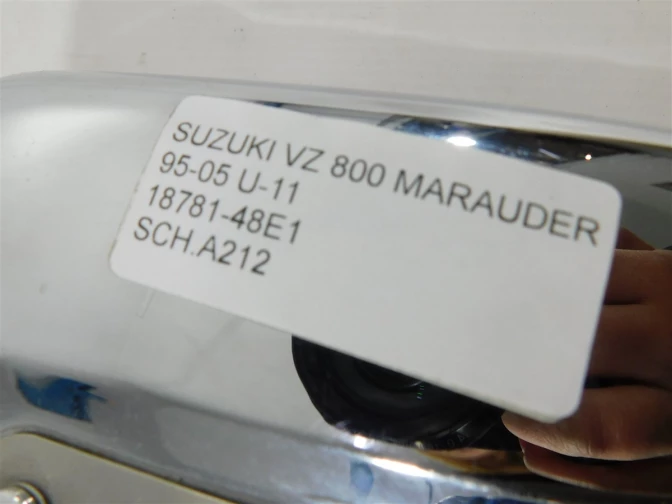 SUZUKI VZ 800 MARAUDER
95-05 U-11
18781-48E1
SCH.A212